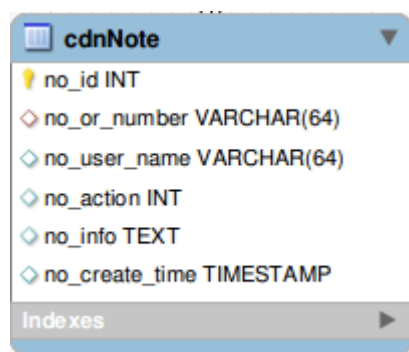 cdnNote
no_id INT
no_or_number VARCHAR(64)
no_user_name VARCHAR(64)
no_action INT
no_info TEXT
no_create_time TIMESTAMP
Indexes